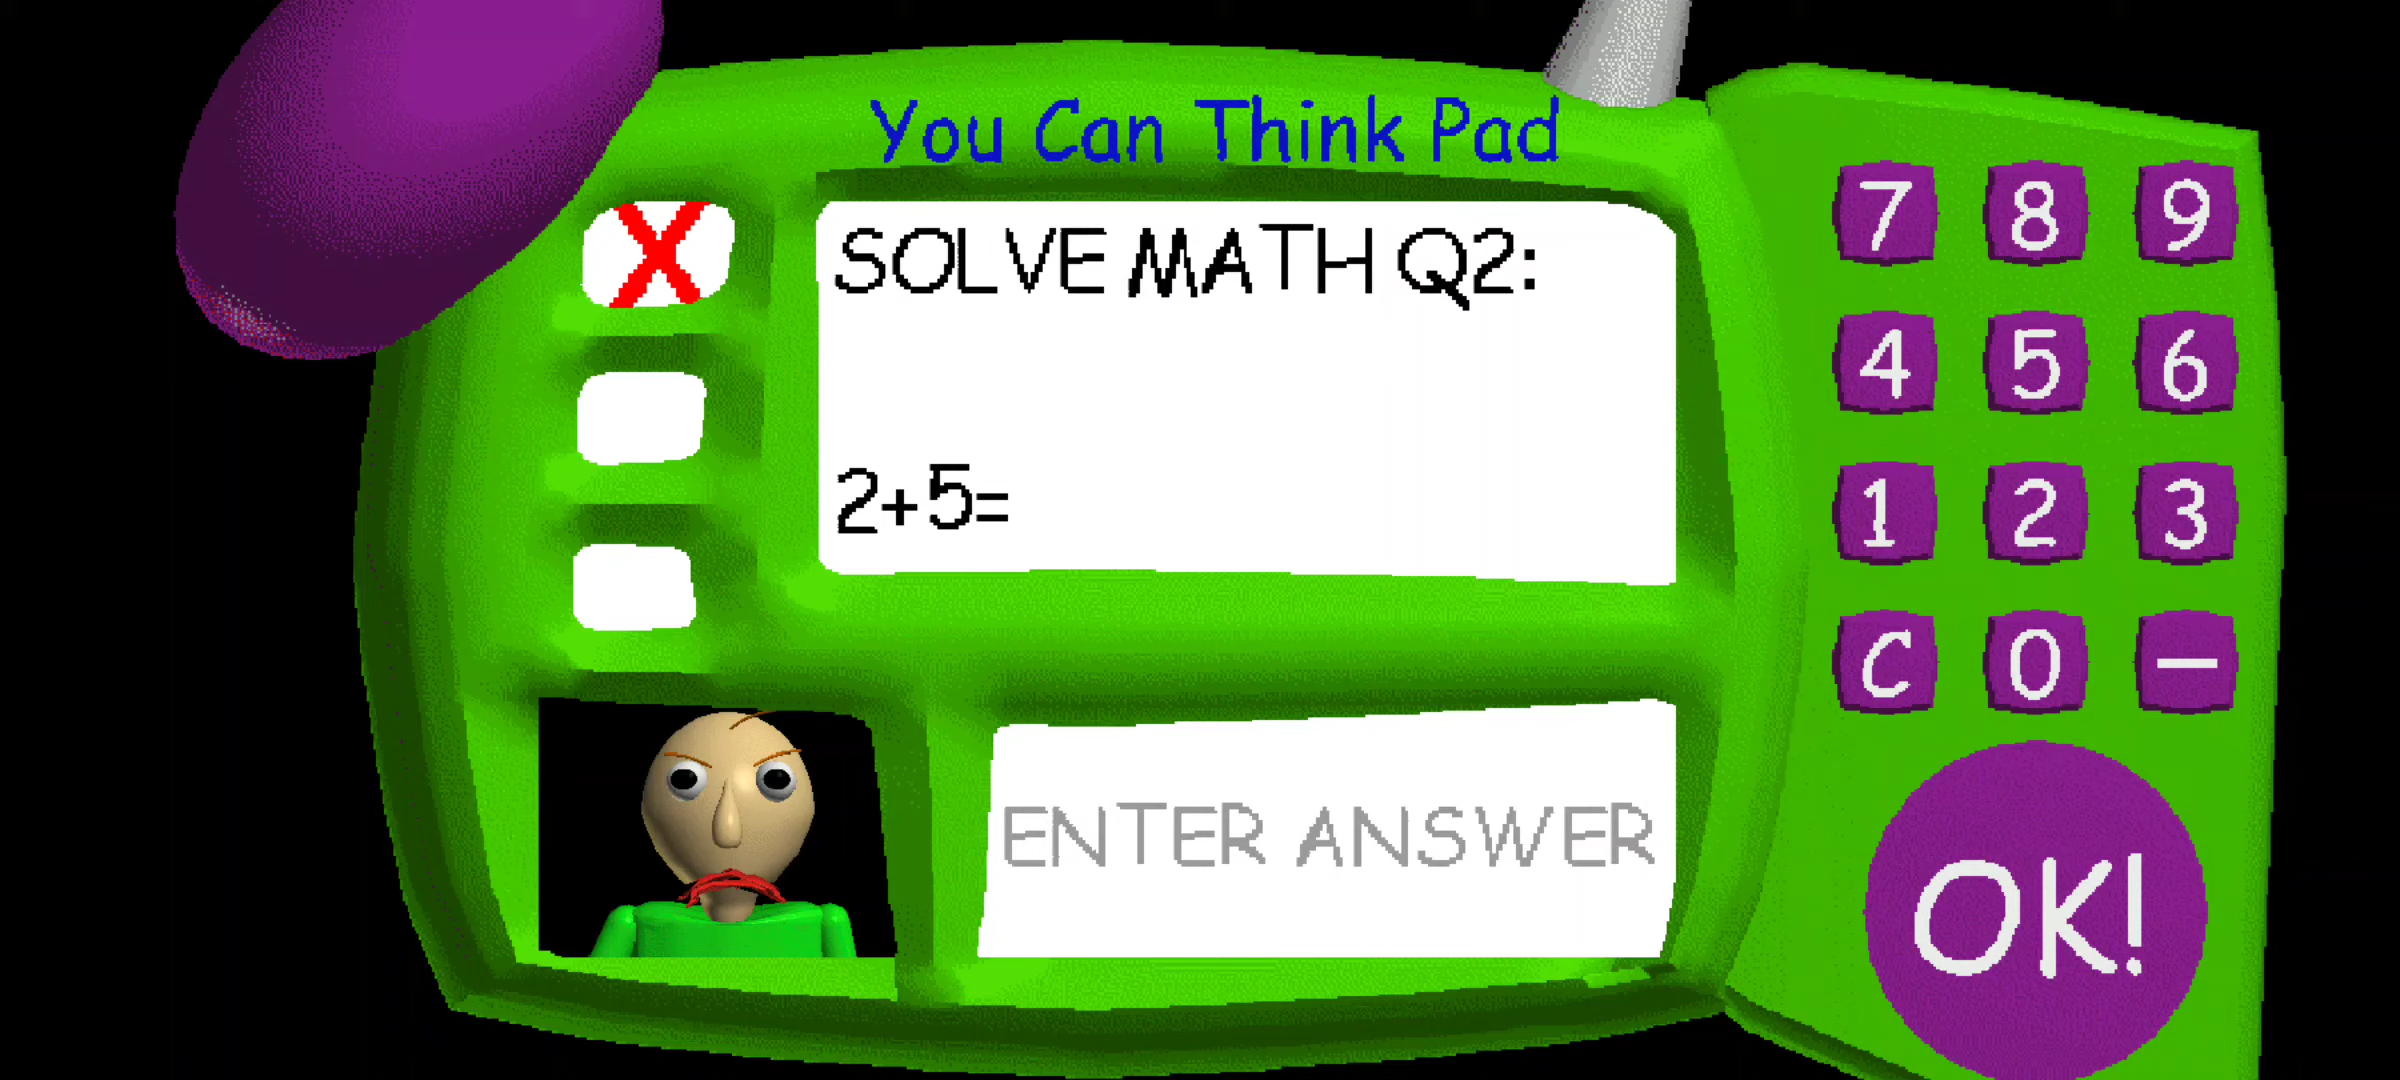 You Can Think Pad
SOLVE MATH Q2:
2+5=
ENTER ANSWER
7 8 9
4 5 6
1 2 3
C 0 −
OK!